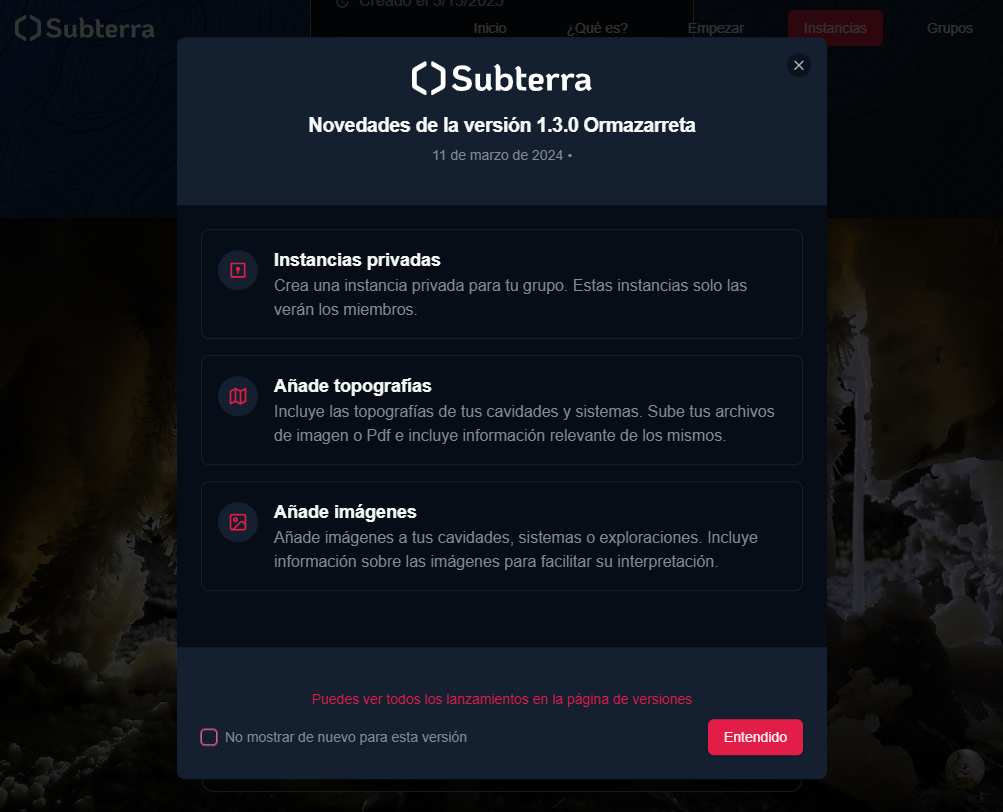 Creado el 3/13/2025
Subterra
Inicio
¿Qué es?
Empezar
Instancias
Grupos
Subterra
Novedades de la versión 1.3.0 Ormazarreta
11 de marzo de 2024 •
Instancias privadas
Crea una instancia privada para tu grupo. Estas instancias solo las
verán los miembros.
Añade topografías
Incluye las topografías de tus cavidades y sistemas. Sube tus archivos
de imagen o Pdf e incluye información relevante de los mismos.
Añade imágenes
Añade imágenes a tus cavidades, sistemas o exploraciones. Incluye
información sobre las imágenes para facilitar su interpretación.
Puedes ver todos los lanzamientos en la página de versiones
No mostrar de nuevo para esta versión
Entendido